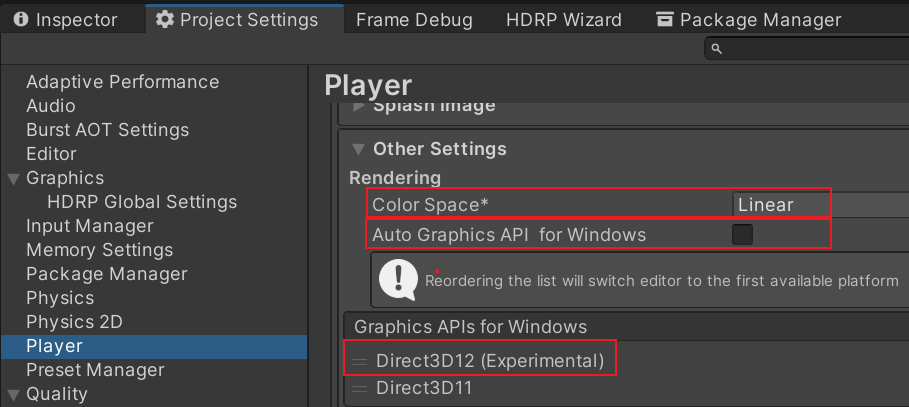 Inspector
Project Settings
Frame Debug
HDRP Wizard
Package Manager
Adaptive Performance
Audio
Burst AOT Settings
Editor
Graphics
HDRP Global Settings
Input Manager
Memory Settings
Package Manager
Physics
Physics 2D
Player
Preset Manager
Quality
Player
Splash Image
Other Settings
Rendering
Color Space* Linear
Auto Graphics API for Windows
Reordering the list will switch editor to the first available platform
Graphics APIs for Windows
Direct3D12 (Experimental)
Direct3D11